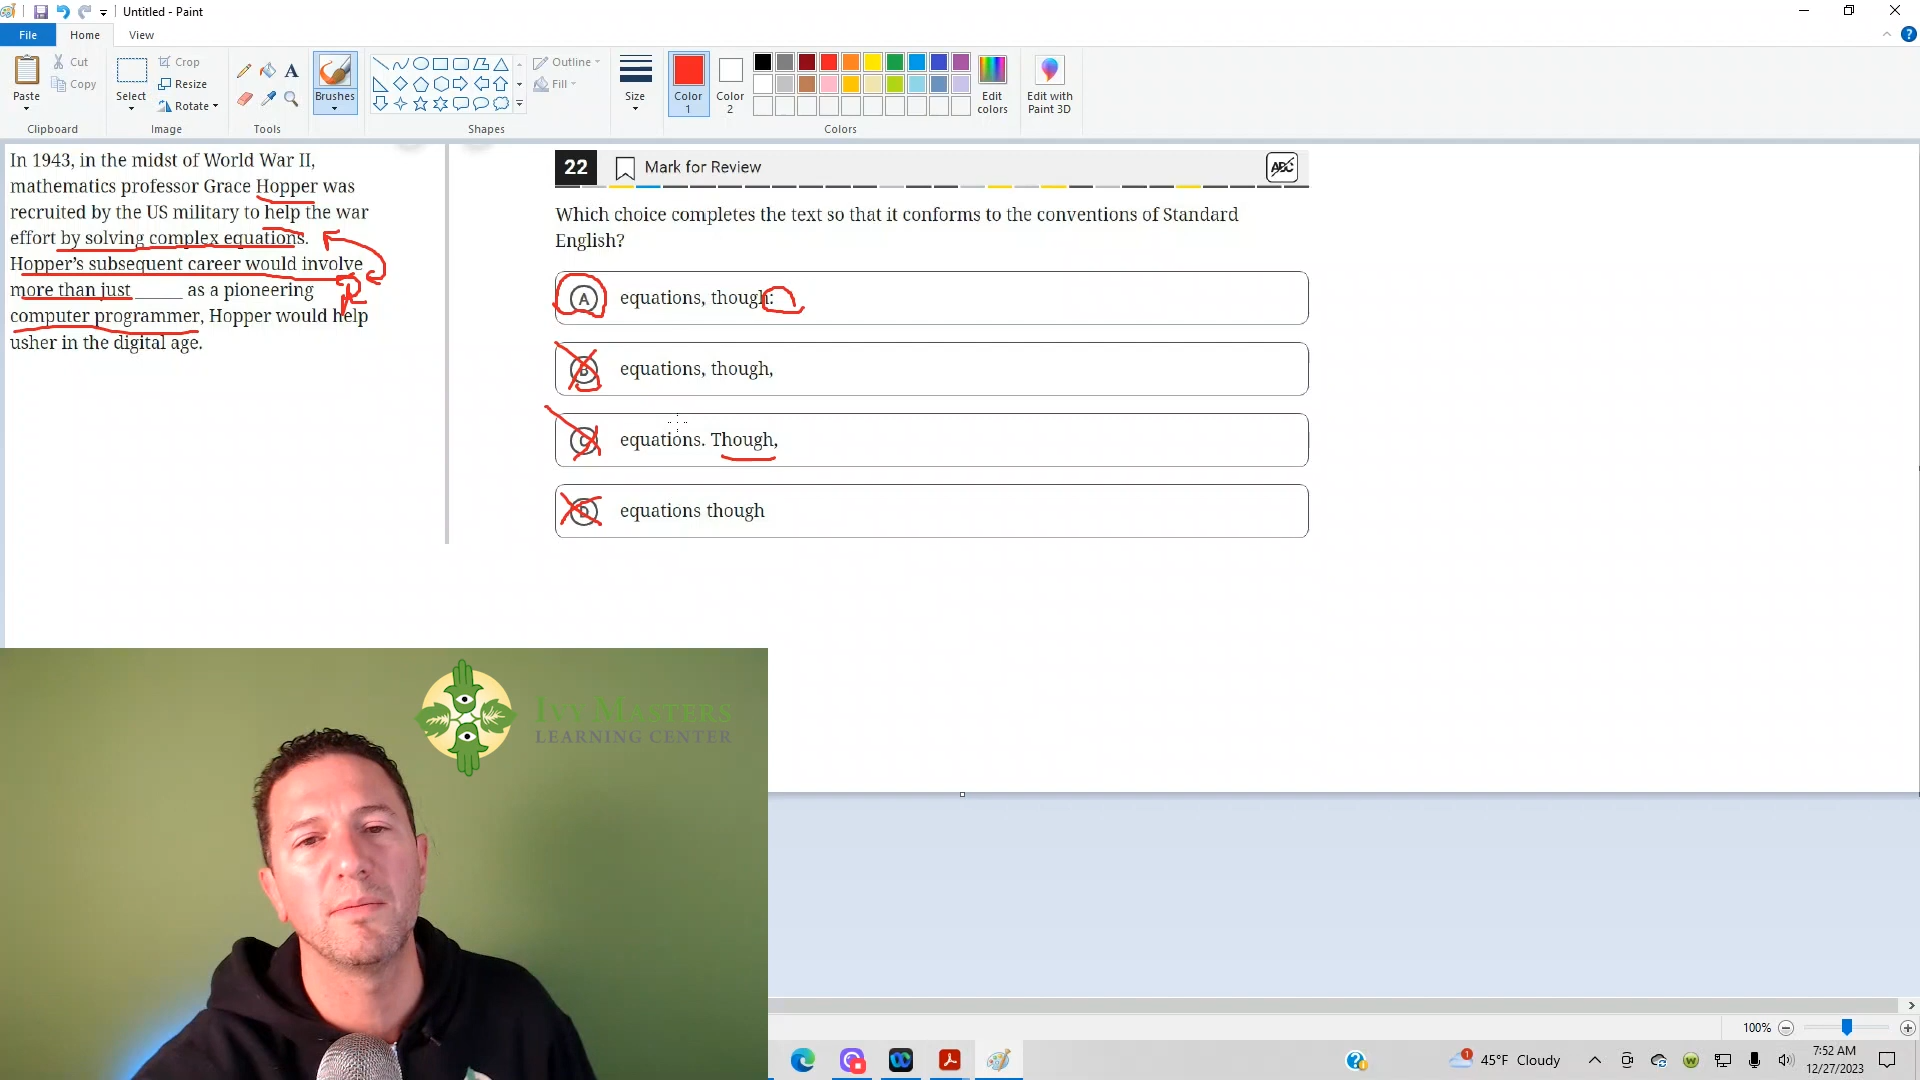 Untitled - Paint
File Home View
Paste Cut Copy Clipboard
Select Crop Resize Rotate Image
A Tools
Brushes
Outline Fill Shapes
Size
Color 1 Color 2 Edit colors Colors
Edit with Paint 3D
In 1943, in the midst of World War II,
mathematics professor Grace Hopper was
recruited by the US military to help the war
effort by solving complex equations.
Hopper's subsequent career would involve
more than just ______ as a pioneering
computer programmer, Hopper would help
usher in the digital age.
22 Mark for Review ABC
Which choice completes the text so that it conforms to the conventions of Standard
English?
A equations, though:
B equations, though,
C equations. Though,
D equations though
IVY MASTERS
LEARNING CENTER
100%
45°F Cloudy
7:52 AM
12/27/2023